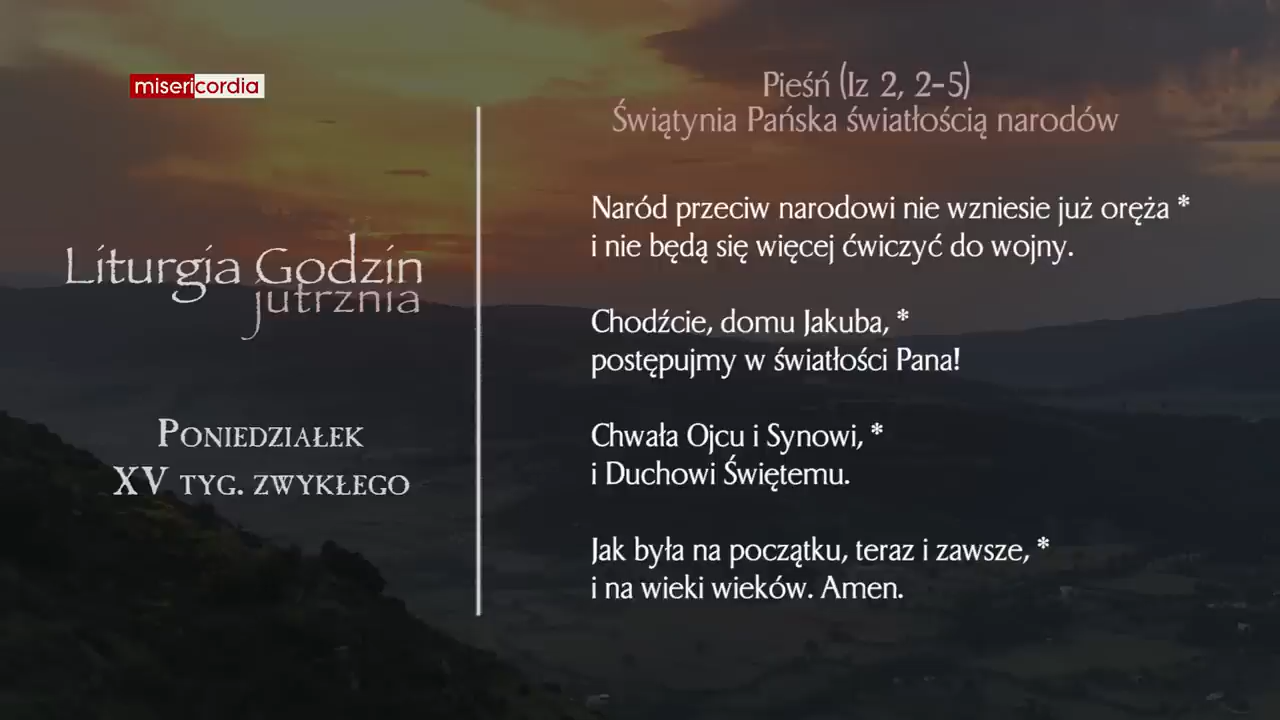 misericordia
Liturgia Godzin
jutrznia
Poniedziałek
XV tyg. zwykłego
Pieśń (Iz 2, 2-5)
Świątynia Pańska światłością narodów
Naród przeciw narodowi nie wzniesie już oręża *
i nie będą się więcej ćwiczyć do wojny.
Chodźcie, domu Jakuba, *
postępujmy w światłości Pana!
Chwała Ojcu i Synowi, *
i Duchowi Świętemu.
Jak była na początku, teraz i zawsze, *
i na wieki wieków. Amen.